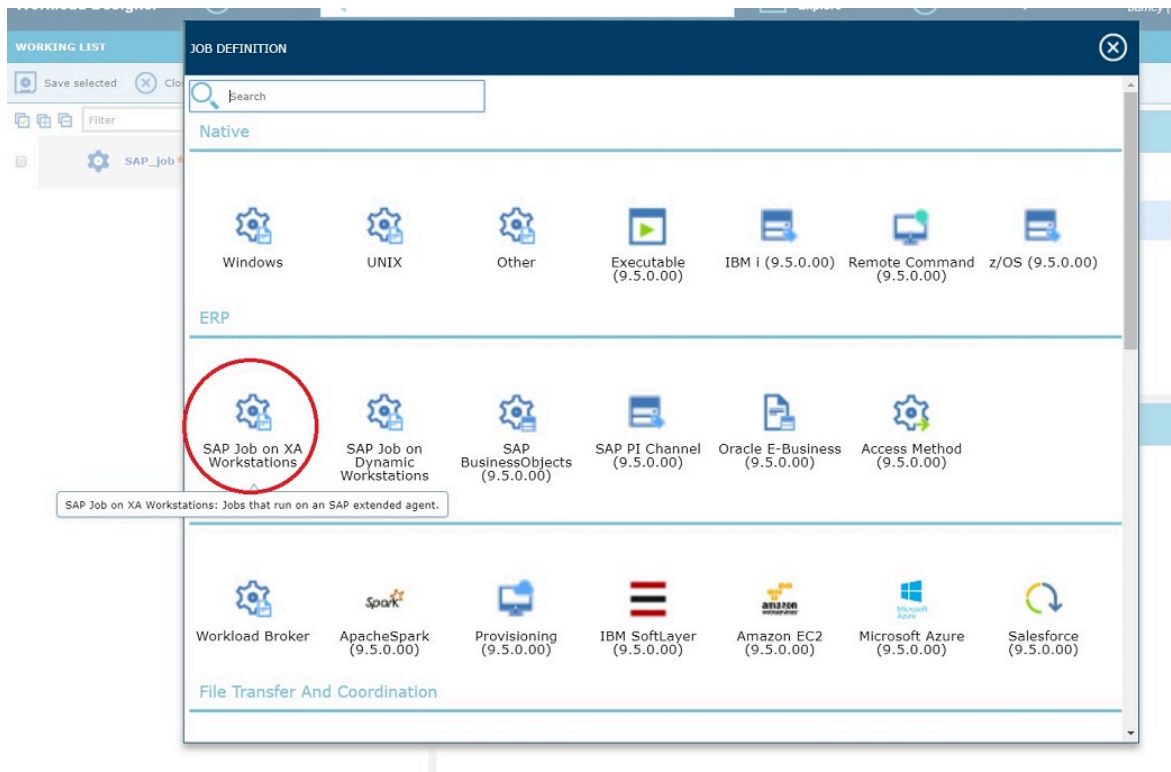 Workload Designer
Explore
WORKING LIST
JOB DEFINITION
Save selected
Clo
Search
Filter
Native
SAP_job*
Windows
UNIX
Other
Executable
(9.5.0.00)
IBM i (9.5.0.00)
Remote Command
(9.5.0.00)
z/OS (9.5.0.00)
ERP
SAP Job on XA
Workstations
SAP Job on
Dynamic
Workstations
SAP
BusinessObjects
(9.5.0.00)
SAP PI Channel
(9.5.0.00)
Oracle E-Business
(9.5.0.00)
Access Method
(9.5.0.00)
SAP Job on XA Workstations: Jobs that run on an SAP extended agent.
Workload Broker
Spark
ApacheSpark
(9.5.0.00)
Provisioning
(9.5.0.00)
IBM SoftLayer
(9.5.0.00)
amazon
Amazon EC2
(9.5.0.00)
Microsoft
Azure
Microsoft Azure
(9.5.0.00)
Salesforce
(9.5.0.00)
File Transfer And Coordination